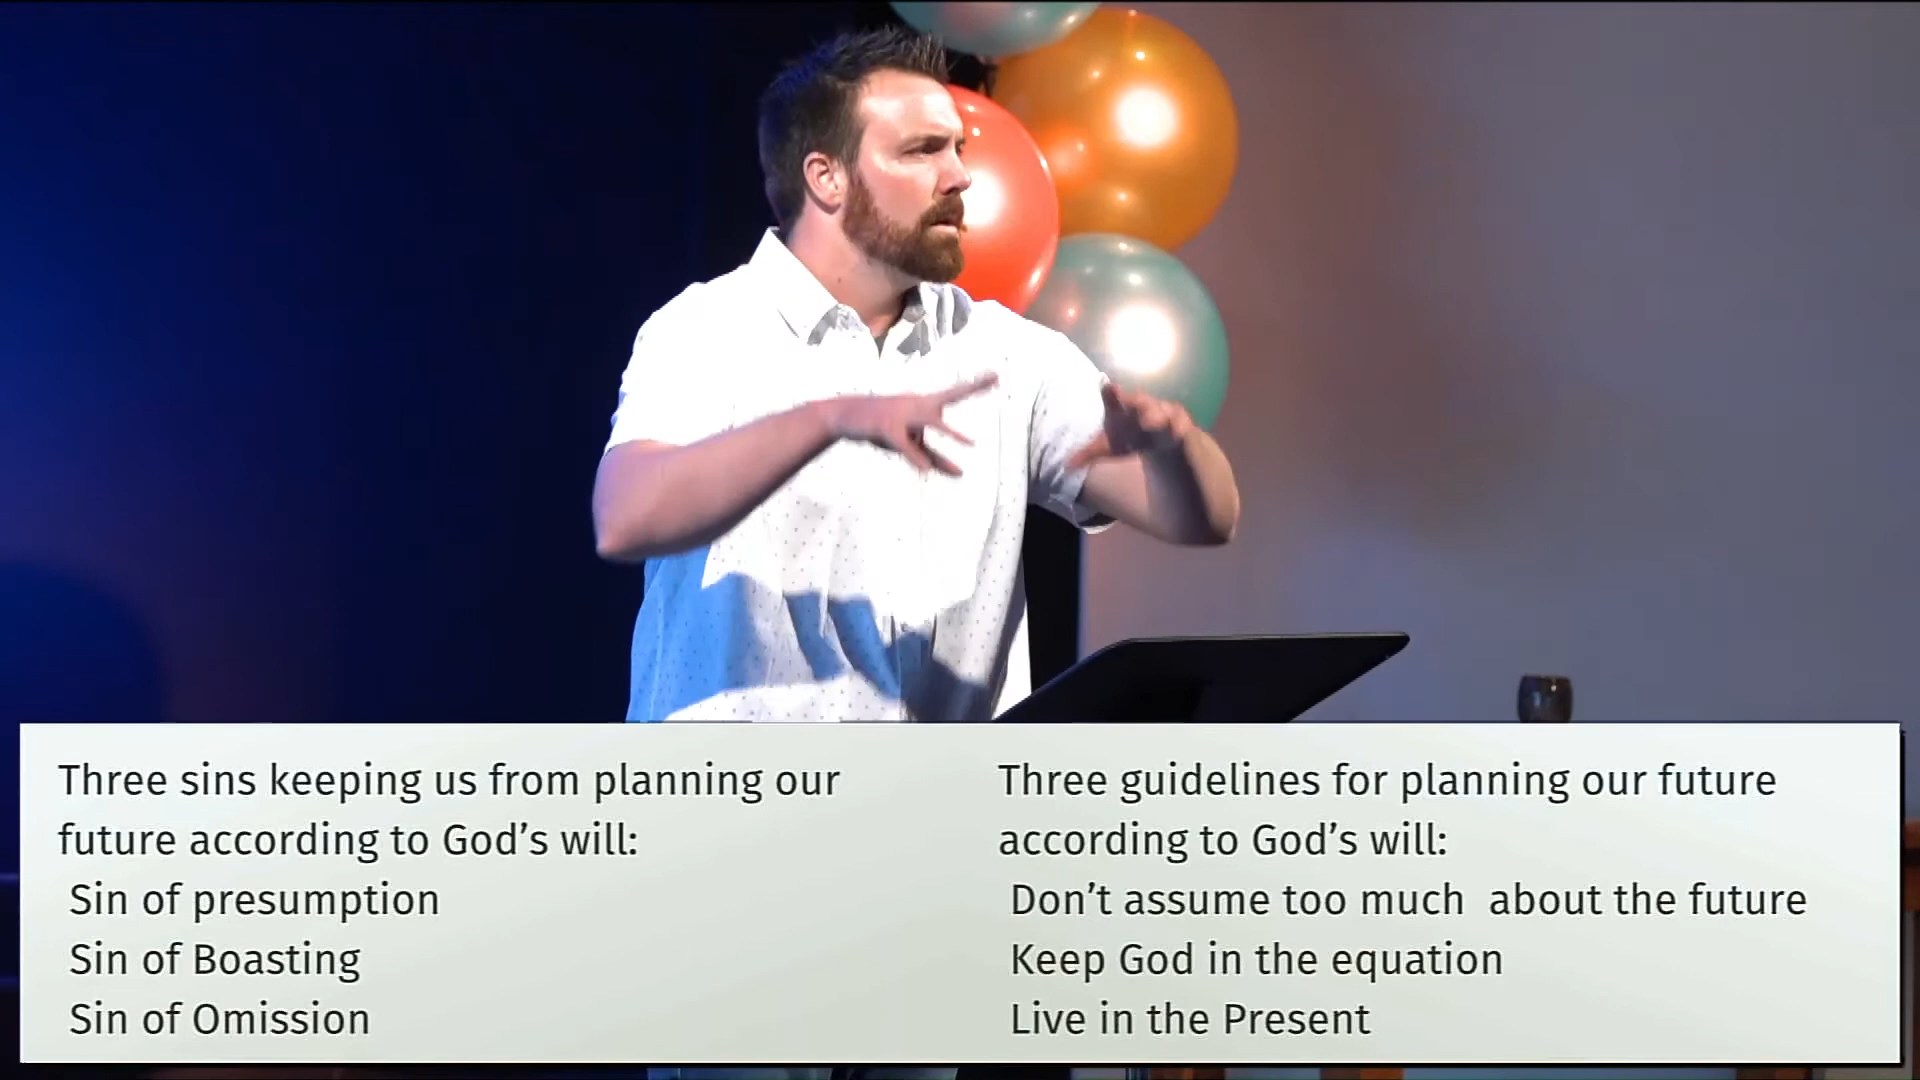 Three sins keeping us from planning our
future according to God’s will:
Sin of presumption
Sin of Boasting
Sin of Omission
Three guidelines for planning our future
according to God’s will:
Don’t assume too much  about the future
Keep God in the equation
Live in the Present